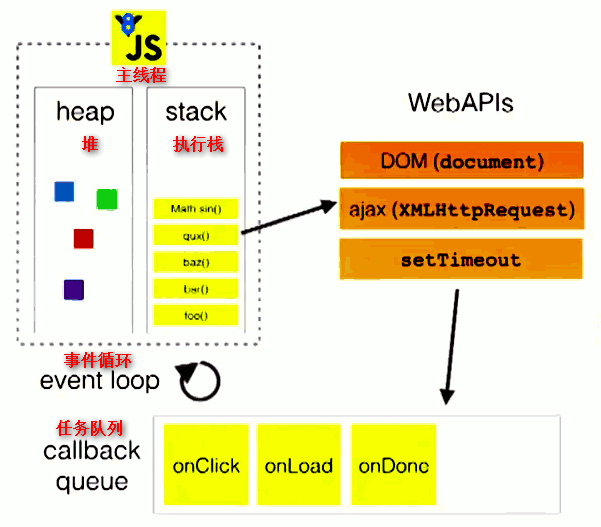 JS
主线程
heap
堆
stack
执行栈
Math sin()
qux()
baz()
bar()
foo()
WebAPIs
DOM (document)
ajax (XMLHttpRequest)
setTimeout
事件循环
event loop
任务队列
callback
queue
onClick
onLoad
onDone